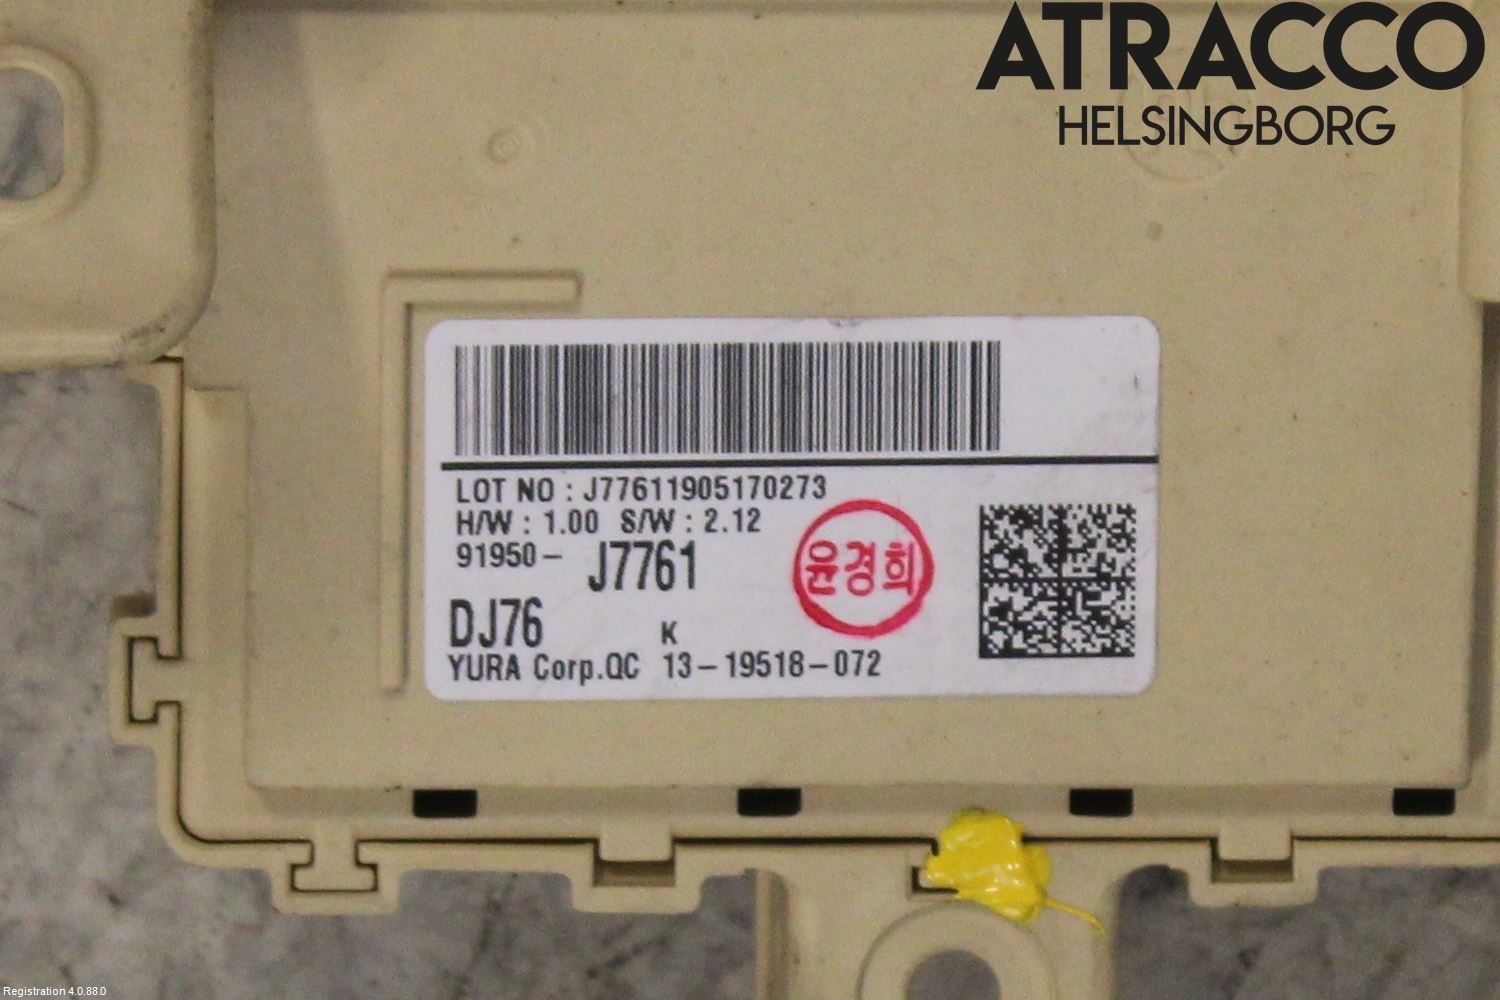 ATRACCO
HELSINGBORG
LOT NO : J77611905170273
H/W : 1.00 S/W : 2.12
91950- J7761
윤경희
DJ76 K
YURA Corp.QC 13-19518-072
Registration 4.0.88.0